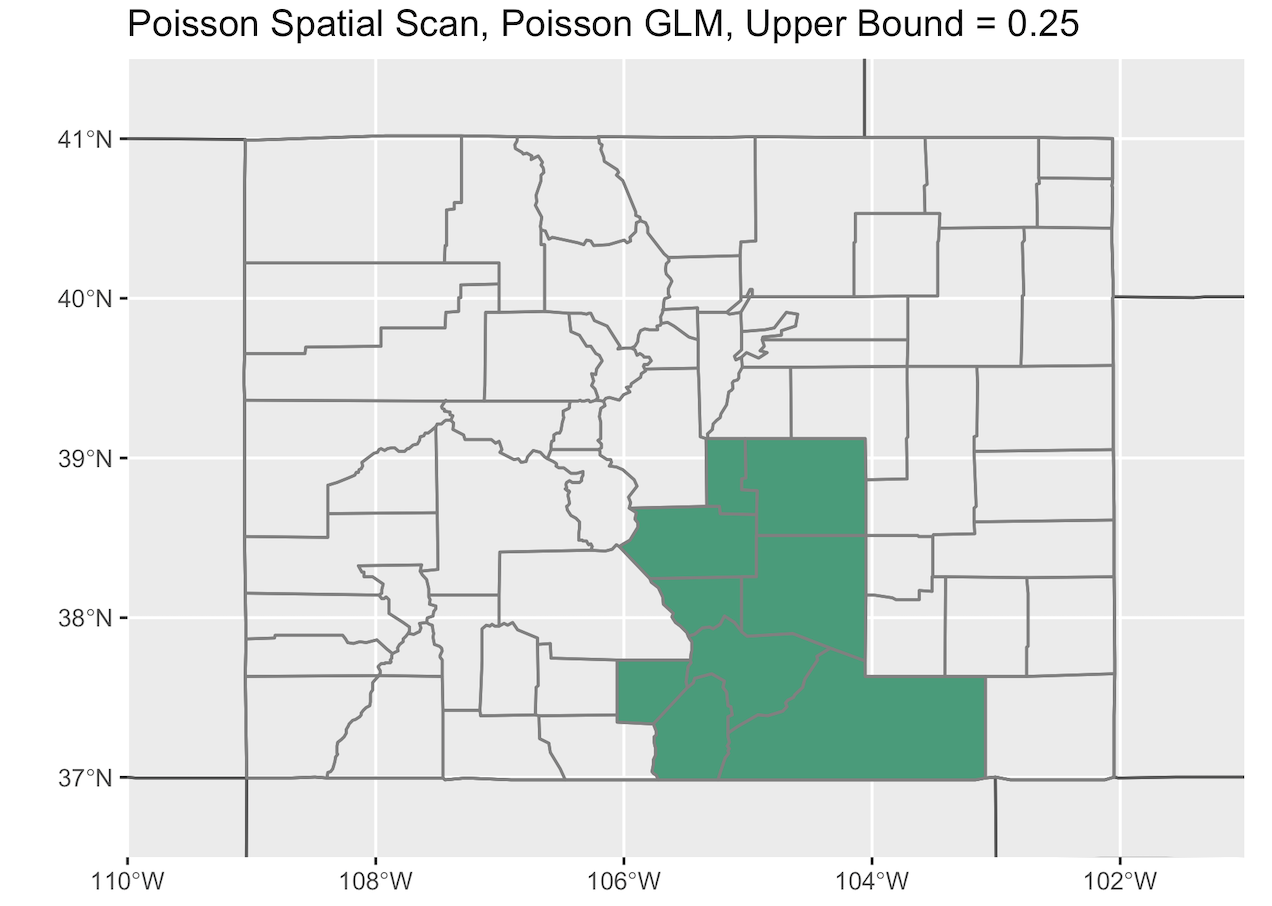 Poisson Spatial Scan, Poisson GLM, Upper Bound = 0.25
41°N
40°N
39°N
38°N
37°N
110°W
108°W
106°W
104°W
102°W